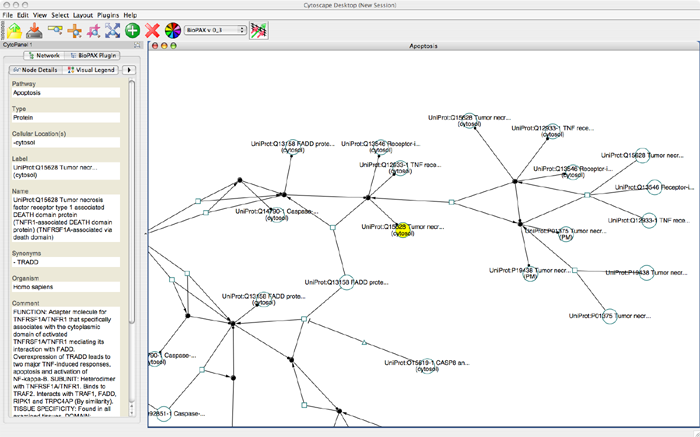 Cytoscape Desktop (New Session)
File Edit View Select Layout Plugins Help
BioPAX v 0_3
CytoPanel 1
Network BioPAX Plugin
Node Details Visual Legend
Pathway
Apoptosis
Type
Protein
Cellular Location(s)
-cytosol
Label
UniProt:Q15628 Tumor necr...
(cytosol)
Name
UniProt:Q15628 Tumor necrosis
factor receptor type 1 associated
DEATH domain protein
(TNFR1-associated DEATH domain
protein) (TNFRSF1A-associated via
death domain)
Synonyms
- TRADD
Organism
Homo sapiens
Comment
FUNCTION: Adapter molecule for
TNFRSF1A/TNFR1 that specifically
associates with the cytoplasmic
domain of activated
TNFRSF1A/TNFR1 mediating its
interaction with FADD.
Overexpression of TRADD leads to
two major TNF-induced responses,
apoptosis and activation of
NF-kappa-B. SUBUNIT: Heterodimer
with TNFRSF1A/TNFR1. Binds to
TRAF2. Interacts with TRAF1, FADD,
RIPK1 and TRPC4AP (By similarity).
TISSUE SPECIFICITY: Found in all
examined tissues. DOMAIN:
Apoptosis
UniProt:Q15628 Tumor necr...
(cytosol)
UniProt:Q12933-1 TNF rece...
(cytosol)
UniProt:Q13158 FADD prote...
(cytosol)
UniProt:Q13546 Receptor-i...
(cytosol)
UniProt:Q15628 Tumor necr...
UniProt:Q12933-1 TNF rece...
(cytosol)
UniProt:Q13546 Receptor-i...
(cytosol)
UniProt:Q13546 Receptor-i...
UniProt:Q14790-1 Caspase-...
(cytosol)
UniProt:Q15628 Tumor necr...
(cytosol)
UniProt:Q12933-1 TNF rece...
UniProt:P01375 Tumor necr...
(PM)
UniProt:P19438 Tumor necr...
(PM)
UniProt:P19438 Tumor necr...
UniProt:Q13158 FADD prote...
UniProt:Q13158 FADD prote...
(cytosol)
UniProt:P01375 Tumor necr...
790-1 Caspase-...
(cytosol)
UniProt:Q15819-1 CASP8 an...
(cytosol)
Q92851-1 Caspase-...